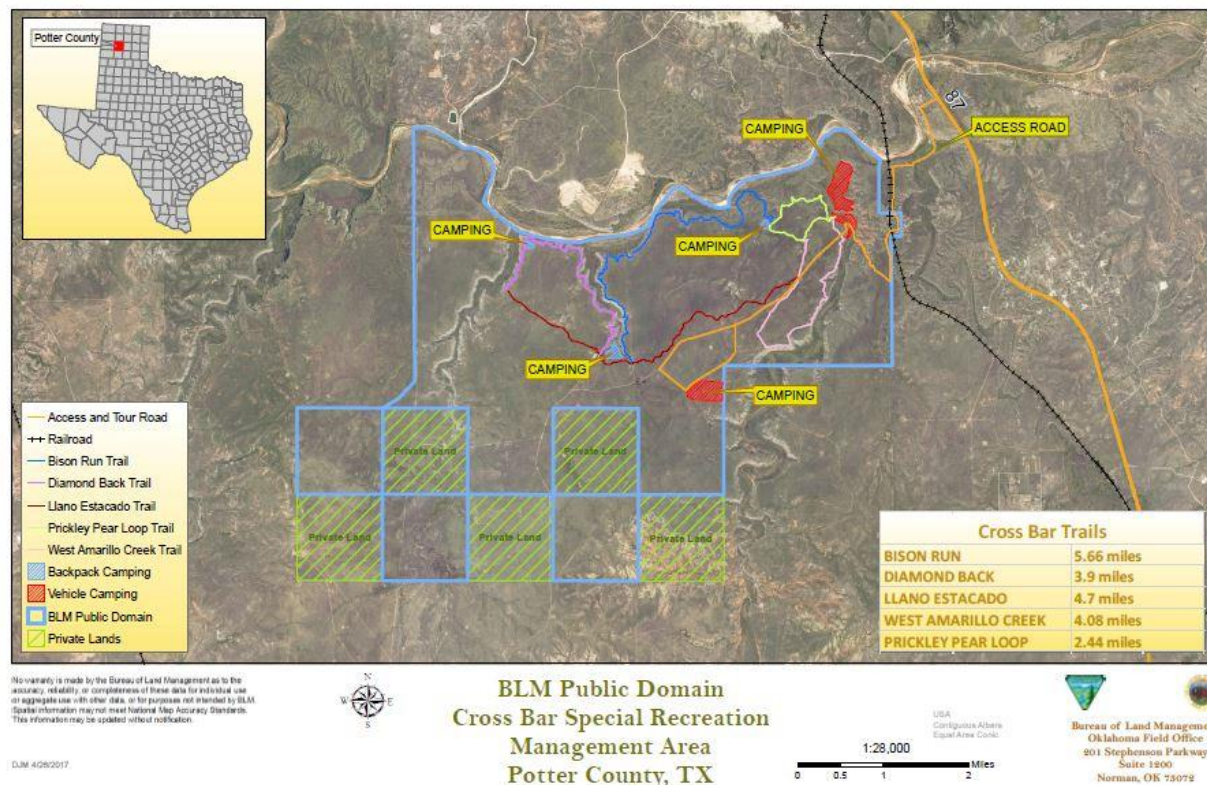 Potter County
87
CAMPING
ACCESS ROAD
CAMPING
CAMPING
CAMPING
CAMPING
Private Land
Private Land
Private Land
Private Land
Private Land
Access and Tour Road
Railroad
Bison Run Trail
Diamond Back Trail
Llano Estacado Trail
Prickley Pear Loop Trail
West Amarillo Creek Trail
Backpack Camping
Vehicle Camping
BLM Public Domain
Private Lands
Cross Bar Trails
BISON RUN 5.66 miles
DIAMOND BACK 3.9 miles
LLANO ESTACADO 4.7 miles
WEST AMARILLO CREEK 4.08 miles
PRICKLEY PEAR LOOP 2.44 miles
No warranty is made by the Bureau of Land Management as to the
accuracy, reliability, or completeness of these data for individual use
or aggregate use with other data, or for purposes not intended by BLM.
Spatial information may not meet National Map Accuracy Standards.
This information may be updated without notification.
DJM 4/28/2017
N
W E
S
BLM Public Domain
Cross Bar Special Recreation
Management Area
Potter County, TX
USA
Contiguous Albers
Equal Area Conic
1:28,000
Miles
0 0.5 1 2
Bureau of Land Manageme
Oklahoma Field Office
201 Stephenson Parkway
Suite 1200
Norman, OK 73072